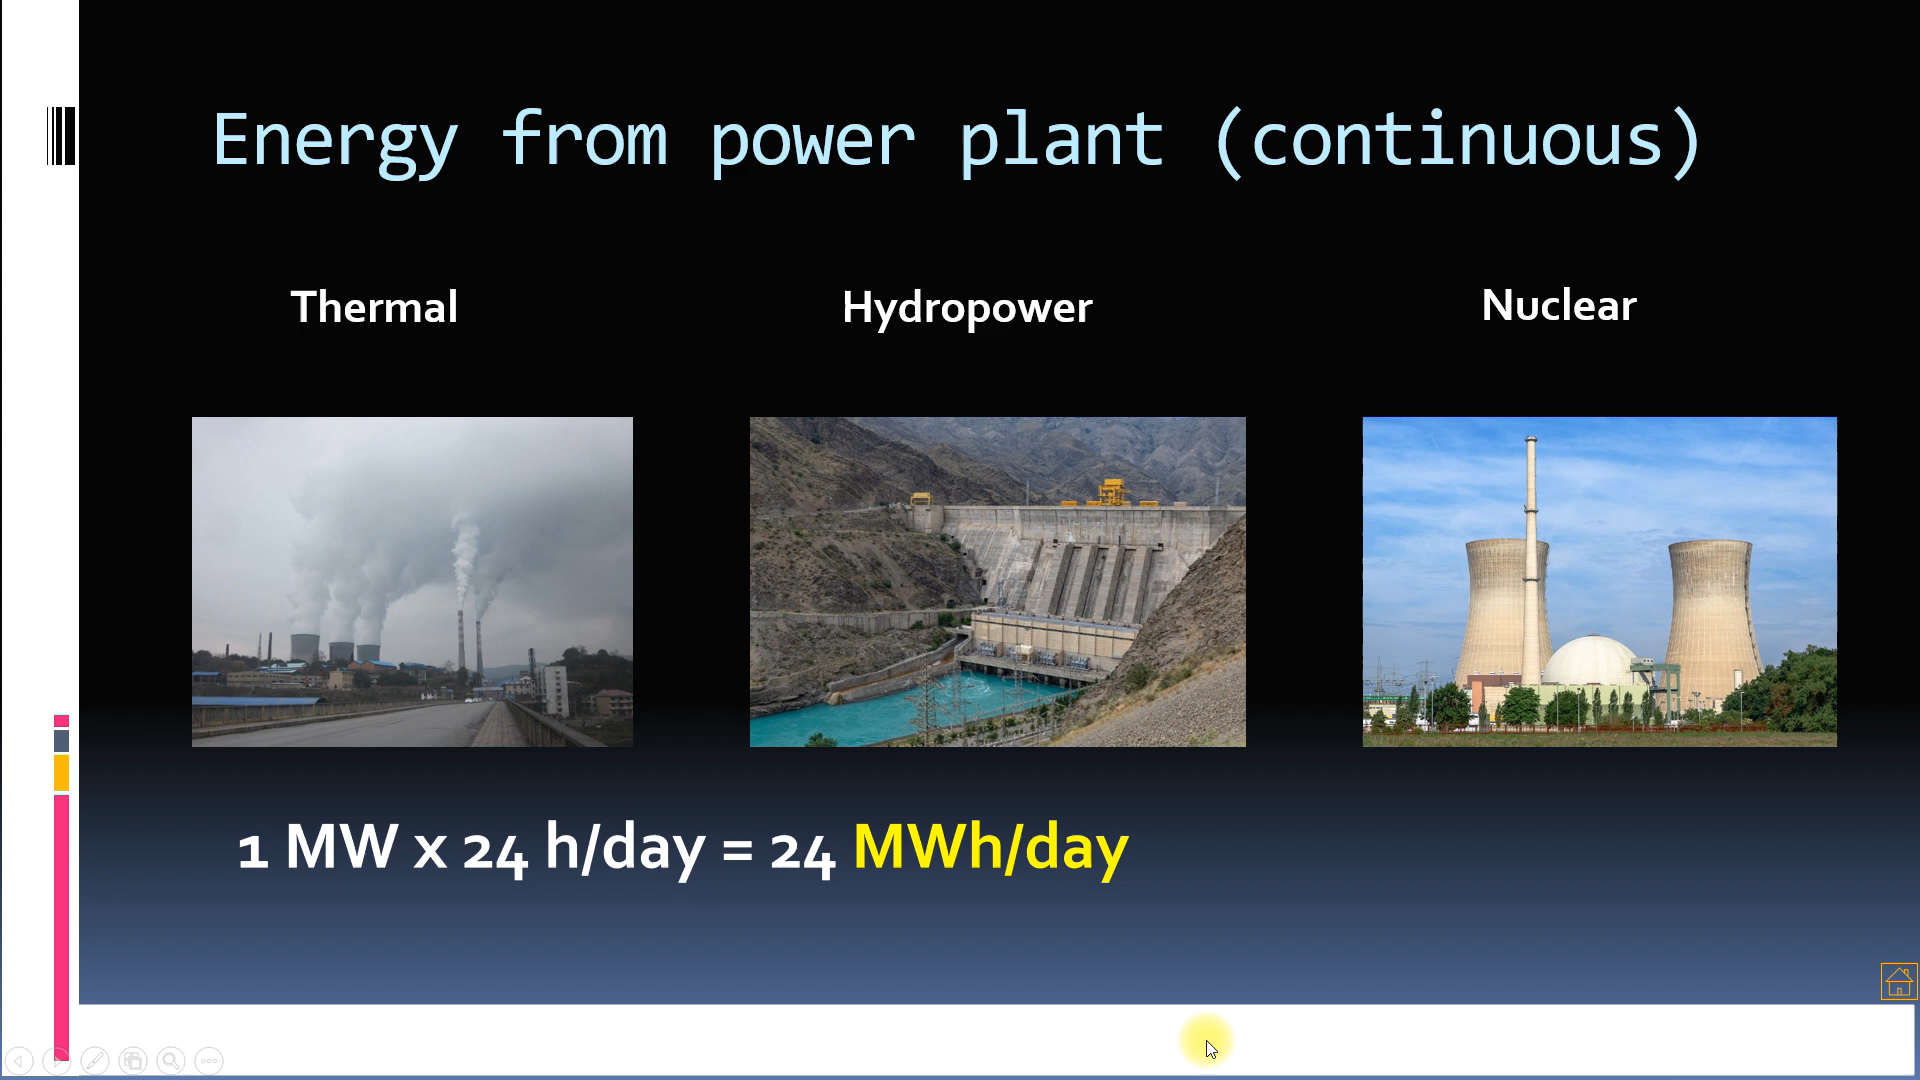 Energy from power plant (continuous)
Thermal
Hydropower
Nuclear
1 MW x 24 h/day = 24 MWh/day